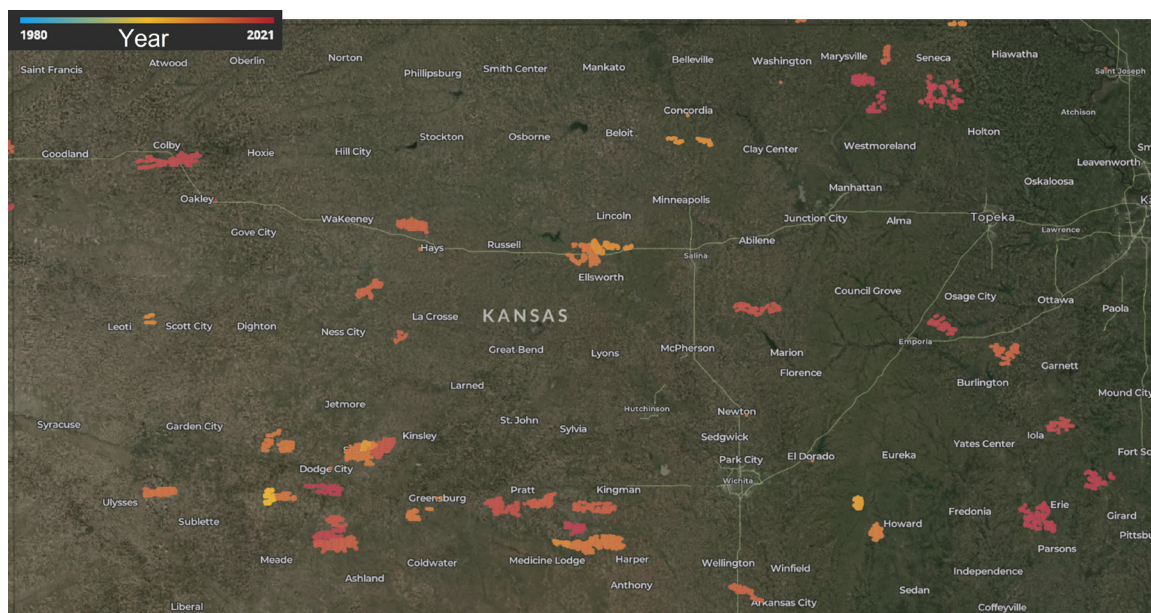 1980 Year 2021
Saint Francis
Atwood
Oberlin
Norton
Phillipsburg
Smith Center
Mankato
Belleville
Washington
Marysville
Seneca
Hiawatha
Saint Joseph
Concordia
Atchison
Stockton
Osborne
Beloit
Holton
Goodland
Colby
Hoxie
Hill City
Clay Center
Westmoreland
Leavenworth
Oskaloosa
Oakley
Minneapolis
Manhattan
WaKeeney
Lincoln
Junction City
Alma
Topeka
Gove City
Hays
Russell
Abilene
Lawrence
Salina
Ellsworth
Council Grove
Osage City
Ottawa
Paola
Leoti
Scott City
Dighton
Ness City
La Crosse
KANSAS
Emporia
Great Bend
Lyons
McPherson
Marion
Garnett
Florence
Burlington
Larned
Mound City
Jetmore
Hutchinson
Newton
Syracuse
Garden City
Kinsley
St. John
Sylvia
Sedgwick
Yates Center
Iola
Fort Sc
Park City
El Dorado
Eureka
Dodge City
Wichita
Ulysses
Greensburg
Pratt
Kingman
Erie
Sublette
Howard
Fredonia
Girard
Pittsbu
Parsons
Meade
Coldwater
Medicine Lodge
Harper
Wellington
Winfield
Independence
Ashland
Anthony
Sedan
Liberal
Arkansas City
Coffeyville